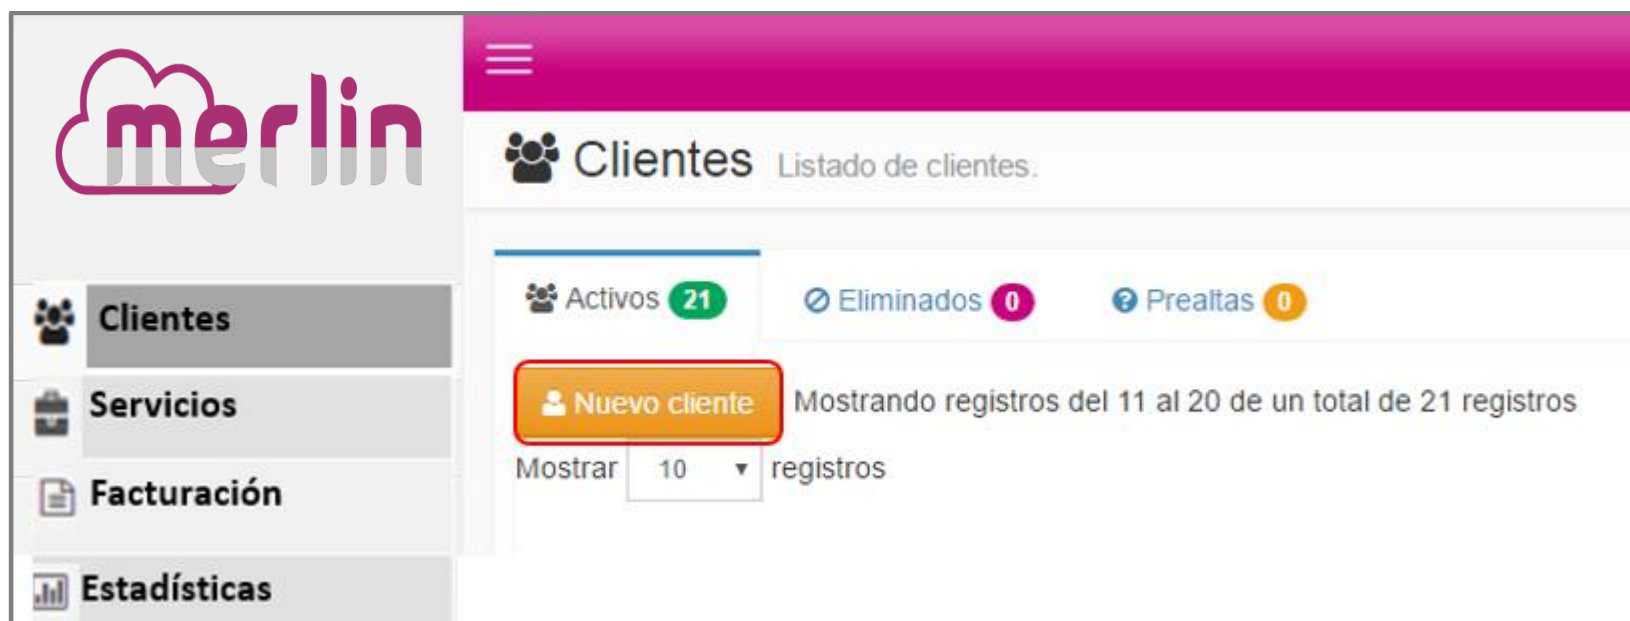 merlin
Clientes Listado de clientes.
Clientes
Servicios
Facturación
Estadísticas
Activos 21 Eliminados 0 Prealtas 0
Nuevo cliente Mostrando registros del 11 al 20 de un total de 21 registros
Mostrar 10 registros